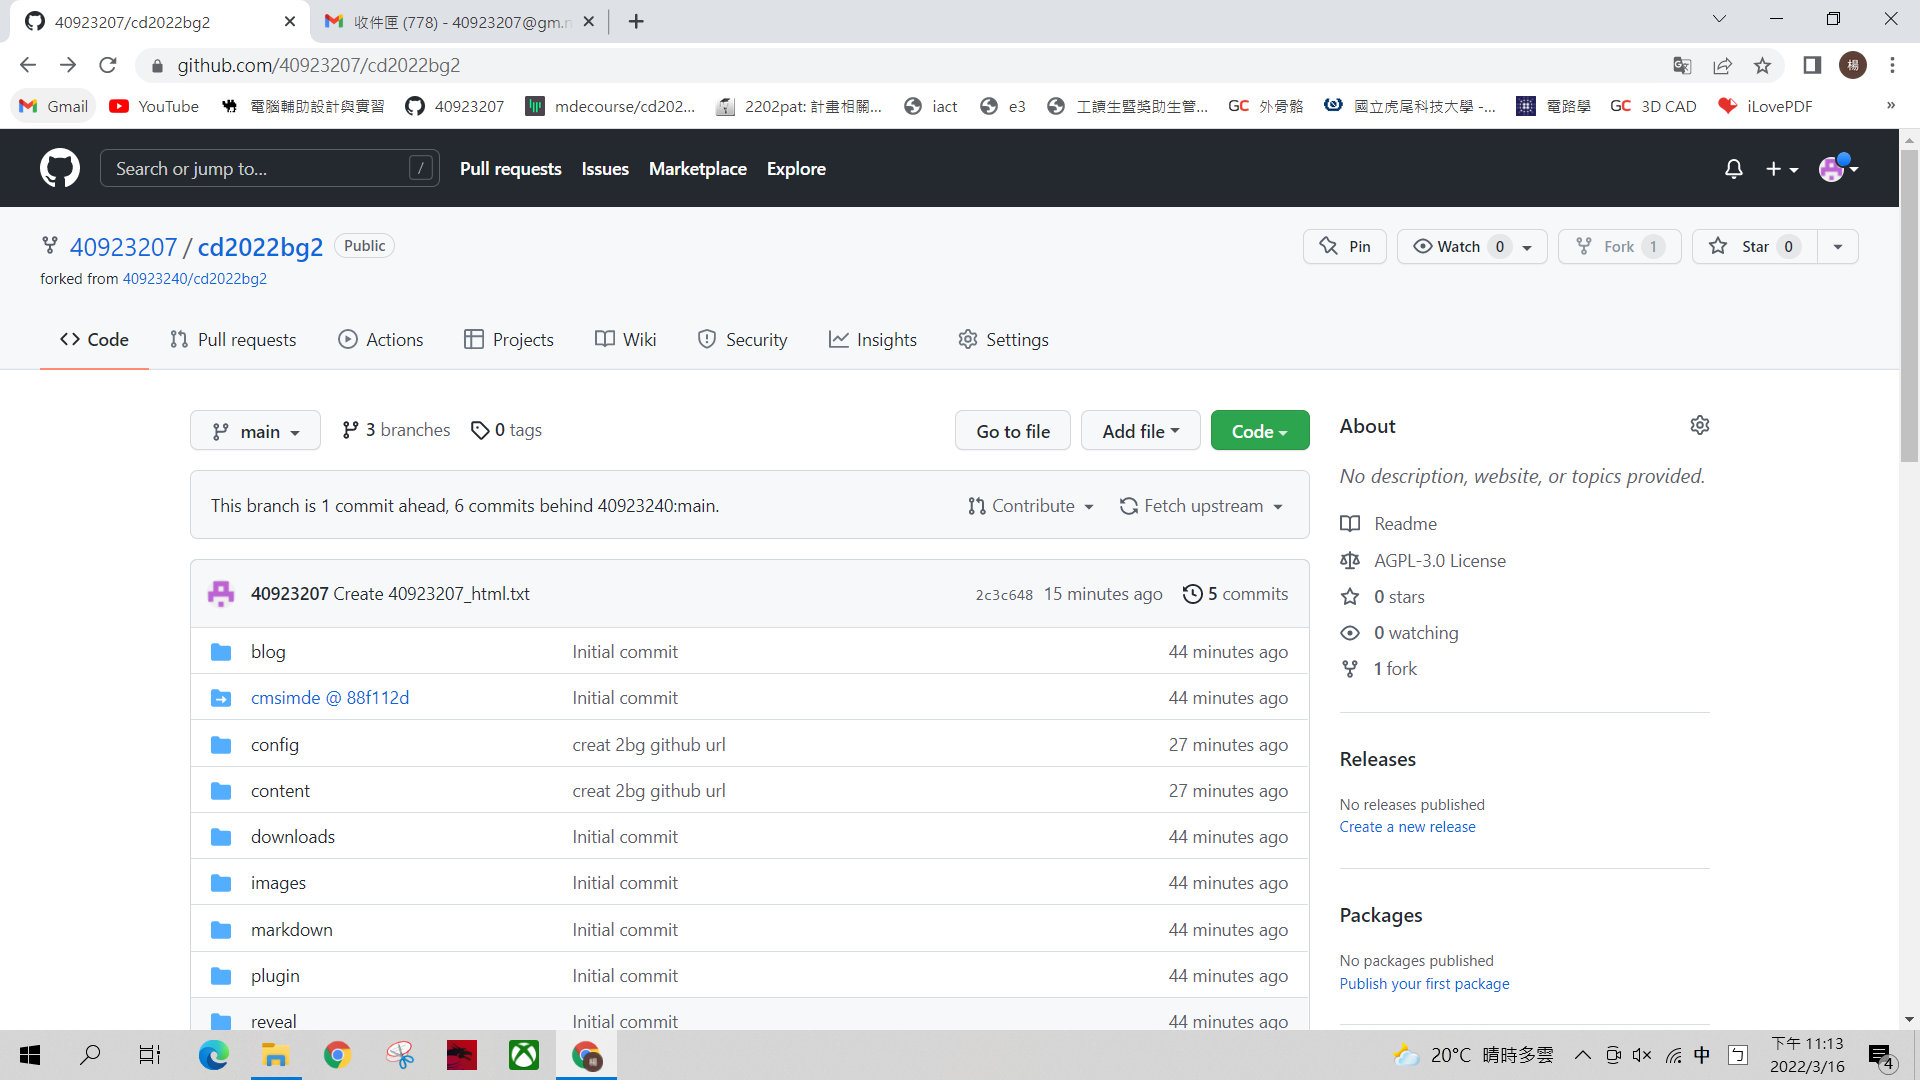 40923207/cd2022bg2
收件匣 (778) - 40923207@gm.n
github.com/40923207/cd2022bg2
楊
Gmail
YouTube
電腦輔助設計與實習
40923207
mdecourse/cd202...
2202pat: 計畫相關...
iact
e3
工讀生暨獎助生管...
GC 外骨骼
國立虎尾科技大學 -...
電路學
GC 3D CAD
iLovePDF
»
Search or jump to...
/
Pull requests
Issues
Marketplace
Explore
40923207 / cd2022bg2
Public
Pin
Watch 0
Fork 1
Star 0
forked from 40923240/cd2022bg2
Code
Pull requests
Actions
Projects
Wiki
Security
Insights
Settings
main
3 branches
0 tags
Go to file
Add file
Code
This branch is 1 commit ahead, 6 commits behind 40923240:main.
Contribute
Fetch upstream
40923207 Create 40923207_html.txt
2c3c648 15 minutes ago
5 commits
blog Initial commit 44 minutes ago
cmsimde @ 88f112d Initial commit 44 minutes ago
config creat 2bg github url 27 minutes ago
content creat 2bg github url 27 minutes ago
downloads Initial commit 44 minutes ago
images Initial commit 44 minutes ago
markdown Initial commit 44 minutes ago
plugin Initial commit 44 minutes ago
reveal Initial commit 44 minutes ago
About
No description, website, or topics provided.
Readme
AGPL-3.0 License
0 stars
0 watching
1 fork
Releases
No releases published
Create a new release
Packages
No packages published
Publish your first package
楊
20°C 晴時多雲
中
ㄅ
下午 11:13
2022/3/16
4